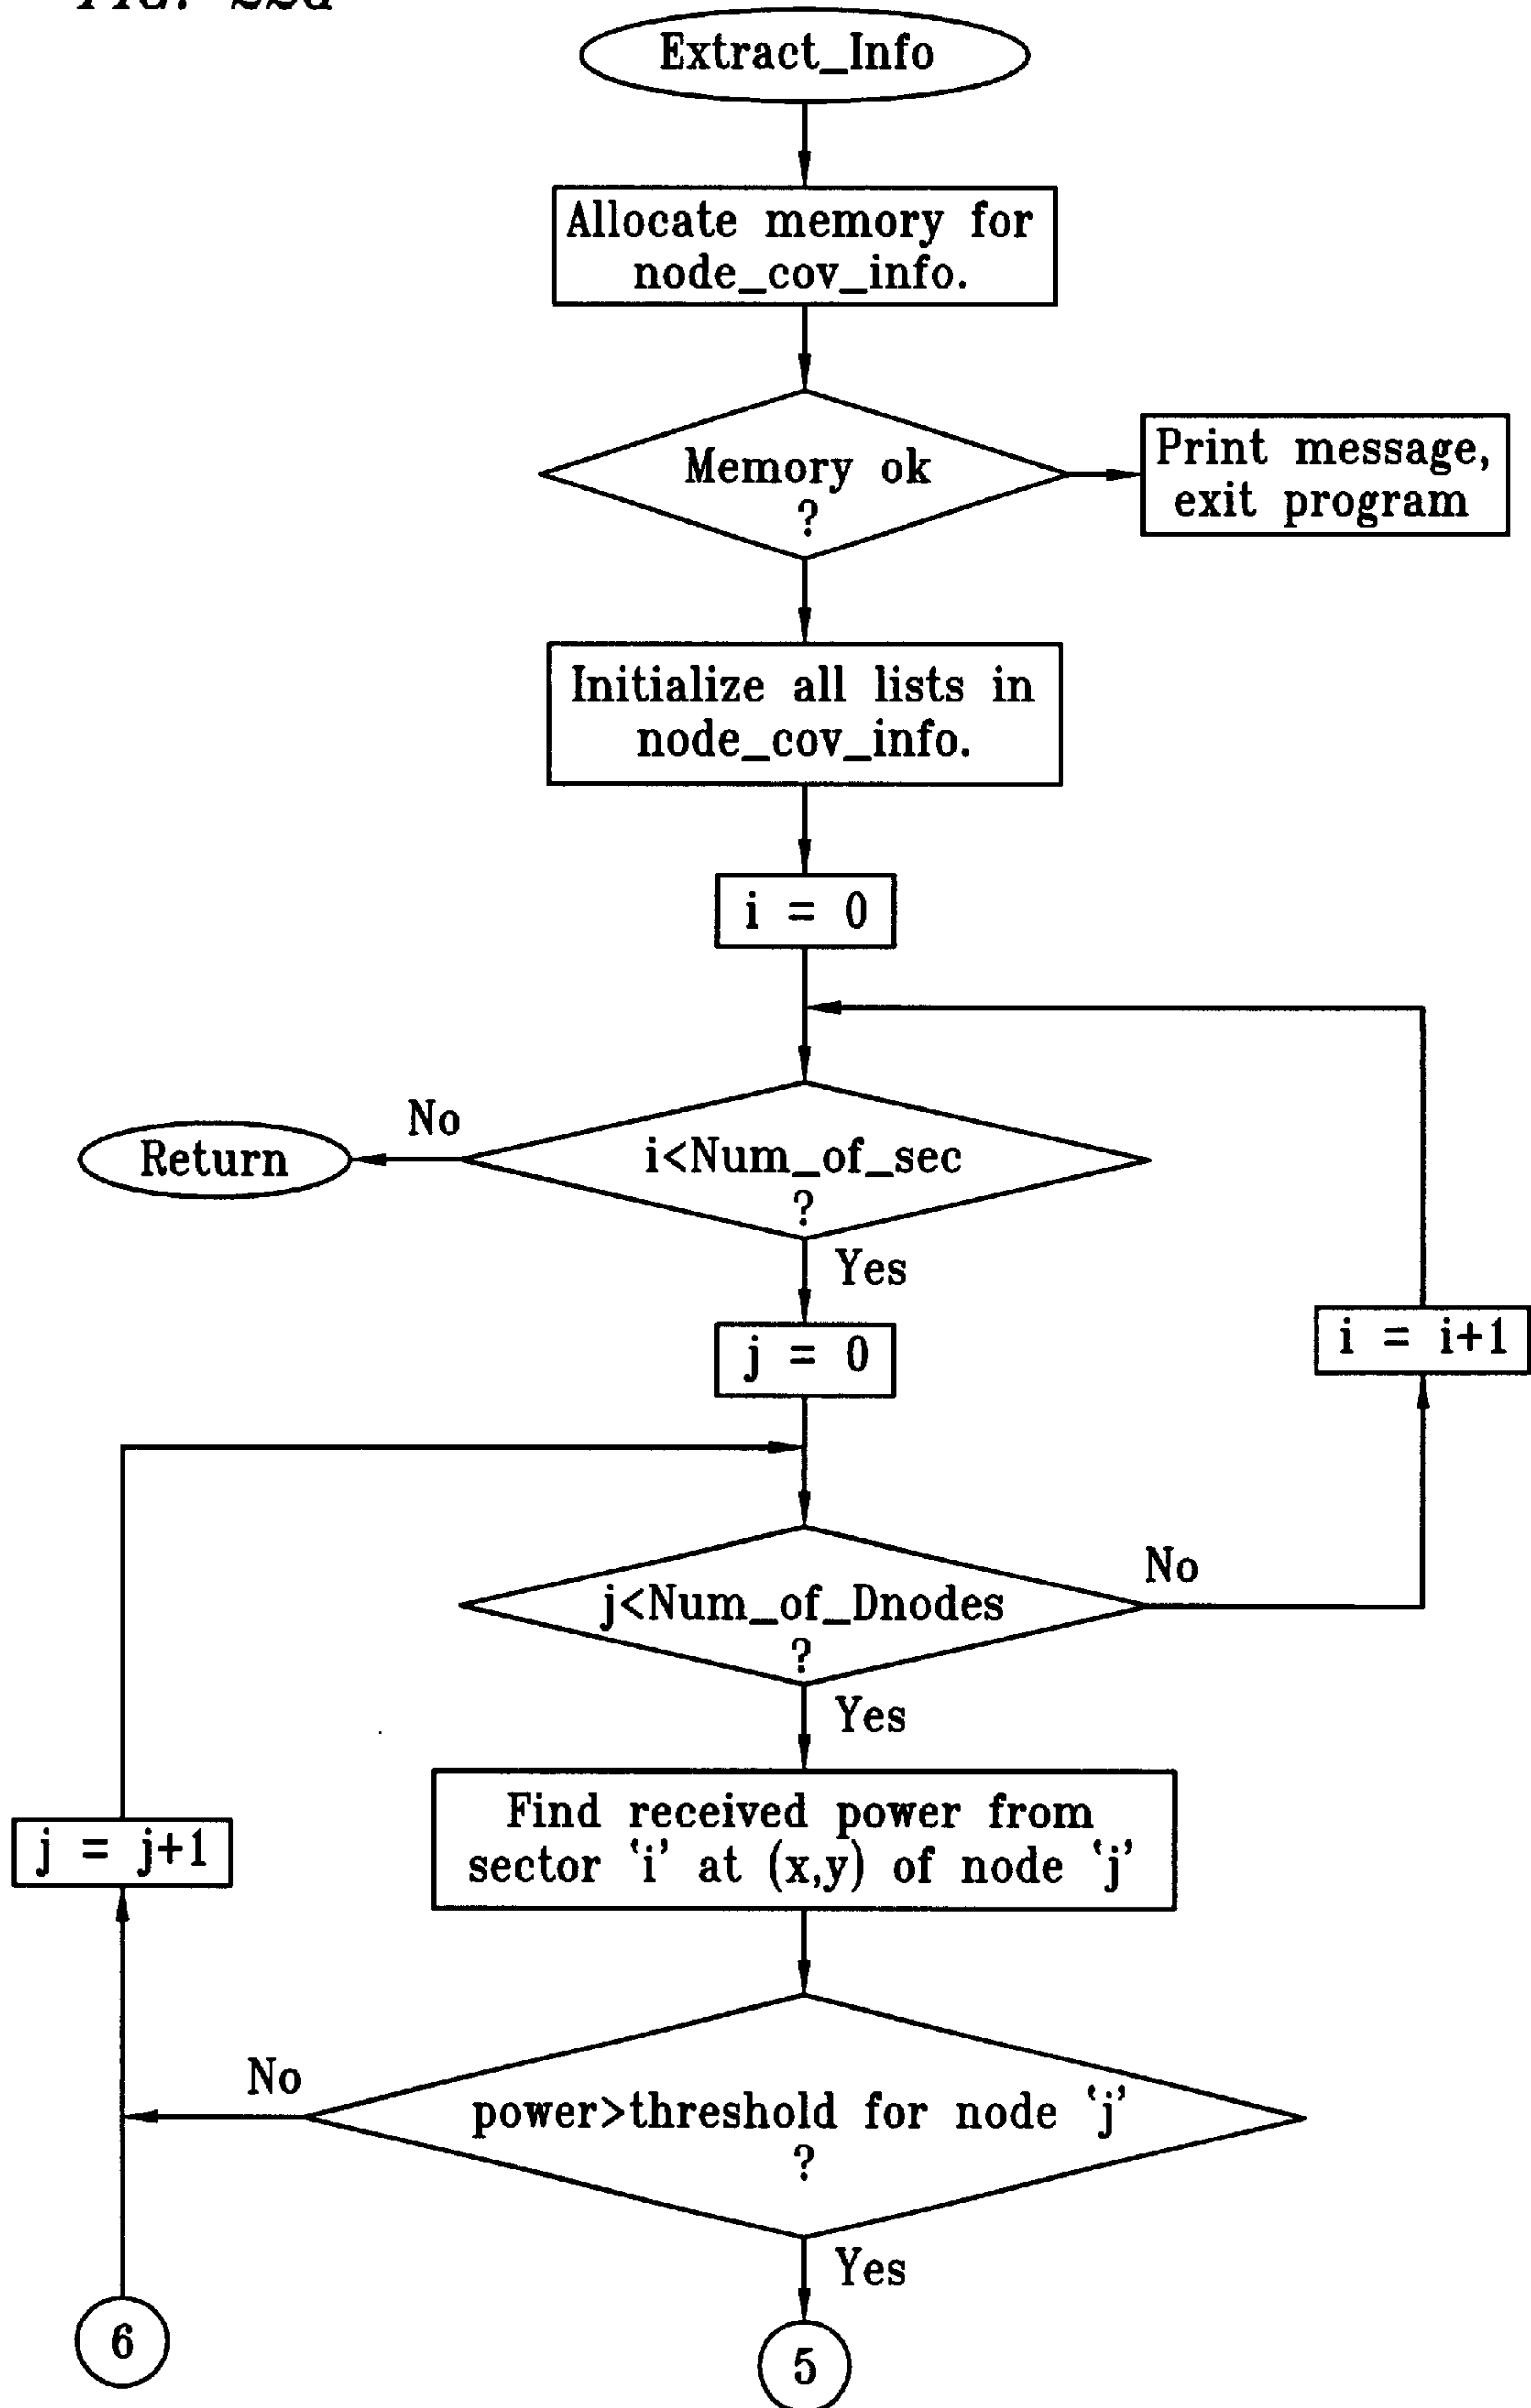 FIG. 22a
Extract_Info
Allocate memory for
node_cov_info.
Memory ok
?
Print message,
exit program
Initialize all lists in
node_cov_info.
i = 0
No
Return
i<Num_of_sec
?
Yes
j = 0
i = i+1
No
j<Num_of_Dnodes
?
Yes
Find received power from
sector ‘i’ at (x,y) of node ‘j’
j = j+1
No
power>threshold for node ‘j’
?
Yes
6
5